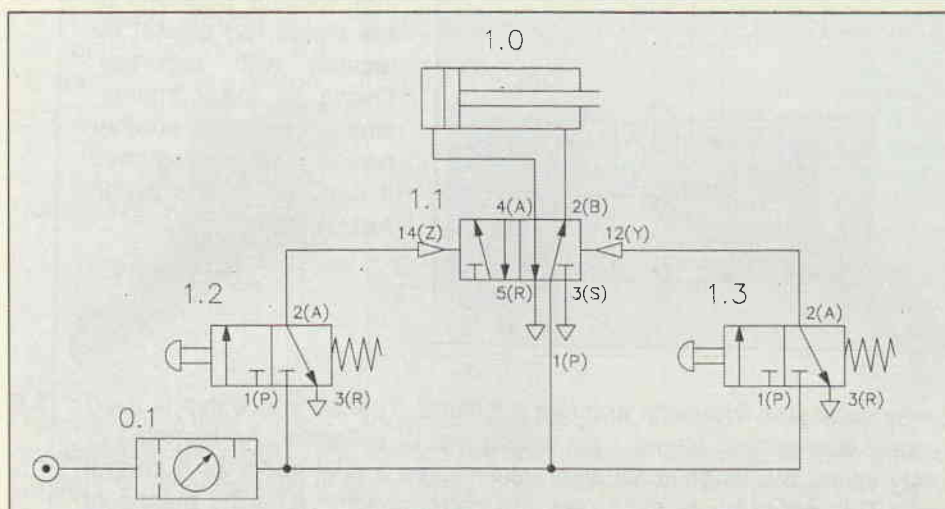 1.0
1.1
4(A)
2(B)
14(Z)
12(Y)
5(R)
3(S)
1.2
1.3
2(A)
2(A)
1(P)
1(P)
3(R)
1(P)
3(R)
0.1